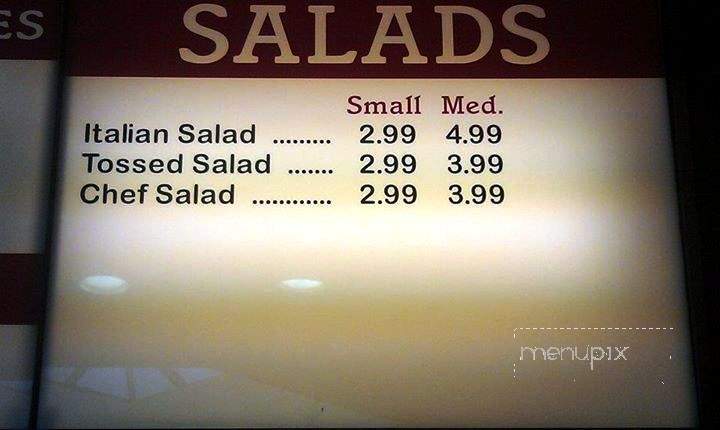 ES
SALADS
Small Med.
Italian Salad ......... 2.99 4.99
Tossed Salad ....... 2.99 3.99
Chef Salad ............ 2.99 3.99
menupix